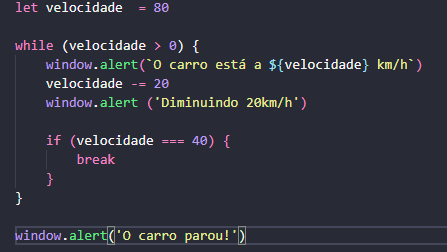 let velocidade  = 80
while (velocidade > 0) {
window.alert(`O carro está a ${velocidade} km/h`)
velocidade -= 20
window.alert ('Diminuindo 20km/h')
if (velocidade === 40) {
break
}
}
window.alert('O carro parou!')